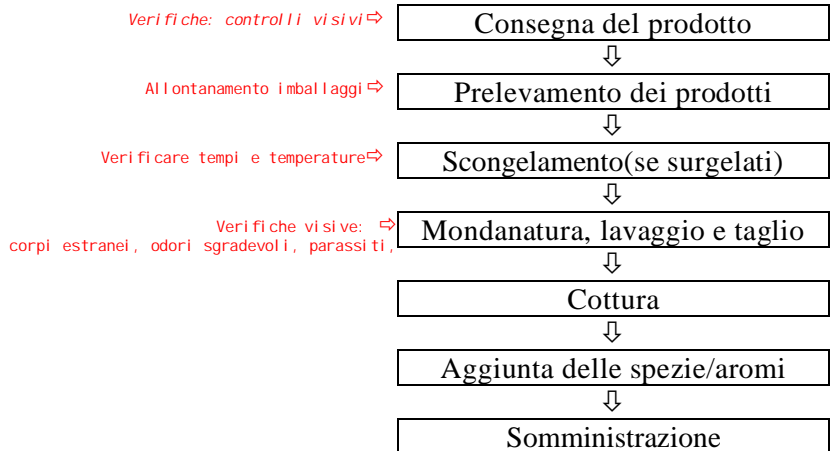 Verifiche: controlli visivi⇨ Consegna del prodotto
Allontanamento imballaggi⇨ Prelevamento dei prodotti
Verificare tempi e temperature⇨ Scongelamento(se surgelati)
Verifiche visive: ⇨
corpi estranei, odori sgradevoli, parassiti,
Mondanatura, lavaggio e taglio
Cottura
Aggiunta delle spezie/aromi
Somministrazione